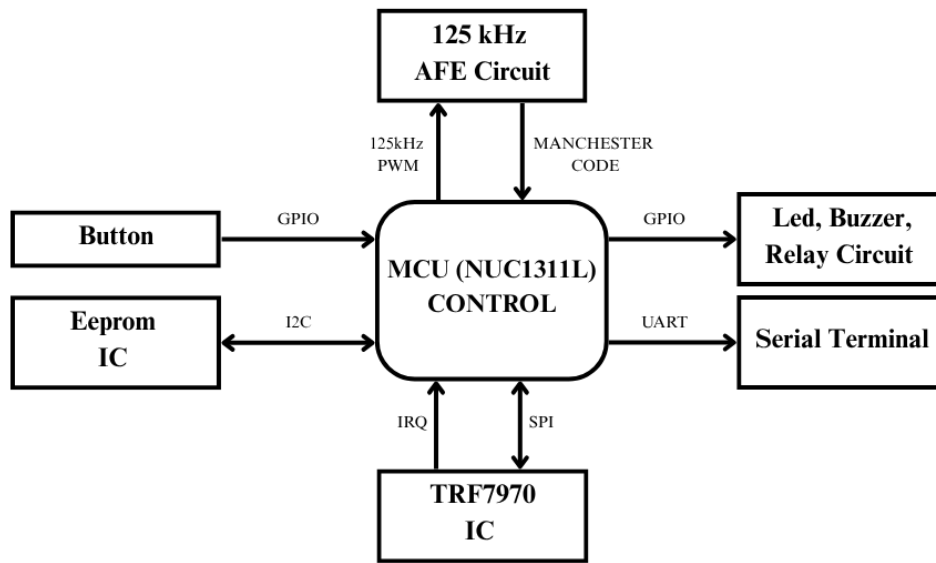 125 kHz
AFE Circuit
125kHz
PWM
MANCHESTER
CODE
Button
GPIO
MCU (NUC1311L)
CONTROL
GPIO
Led, Buzzer,
Relay Circuit
Eeprom
IC
I2C
UART
Serial Terminal
IRQ
SPI
TRF7970
IC